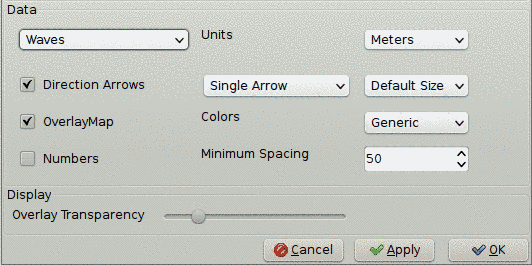 Data
Waves Units Meters
Direction Arrows Single Arrow Default Size
OverlayMap Colors Generic
Numbers Minimum Spacing 50
Display
Overlay Transparency
Cancel Apply OK